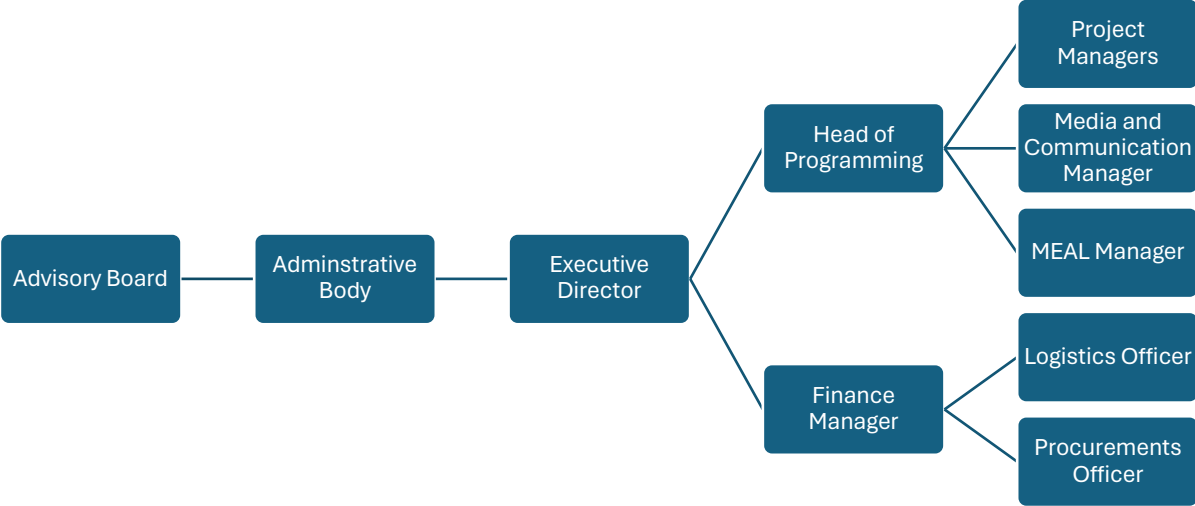 Advisory Board
Adminstrative
Body
Executive
Director
Head of
Programming
Project
Managers
Media and
Communication
Manager
MEAL Manager
Finance
Manager
Logistics Officer
Procurements
Officer